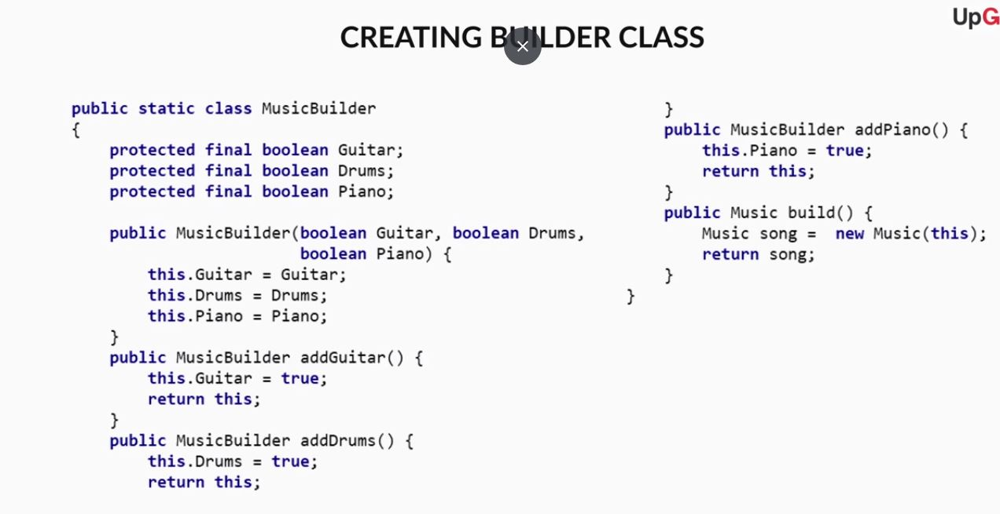 UpG
CREATING BUILDER CLASS
public static class MusicBuilder
{
    protected final boolean Guitar;
    protected final boolean Drums;
    protected final boolean Piano;
    public MusicBuilder(boolean Guitar, boolean Drums,
                        boolean Piano) {
        this.Guitar = Guitar;
        this.Drums = Drums;
        this.Piano = Piano;
    }
    public MusicBuilder addGuitar() {
        this.Guitar = true;
        return this;
    }
    public MusicBuilder addDrums() {
        this.Drums = true;
        return this;
    }
    public MusicBuilder addPiano() {
        this.Piano = true;
        return this;
    }
    public Music build() {
        Music song =  new Music(this);
        return song;
    }
}